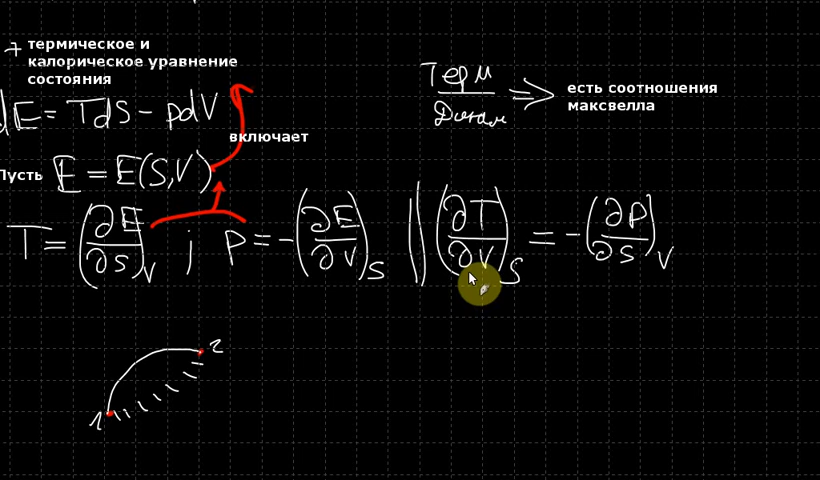 + термическое и
калорическое уравнение
состояния
dE = TdS - pdV
включает
Пусть E = E(S,V)
T = (∂E/∂S)_V ; P = -(∂E/∂V)_S || (∂T/∂V)_S = -(∂P/∂S)_V
Терм
Динам
=>
есть соотношения
максвелла
1
2